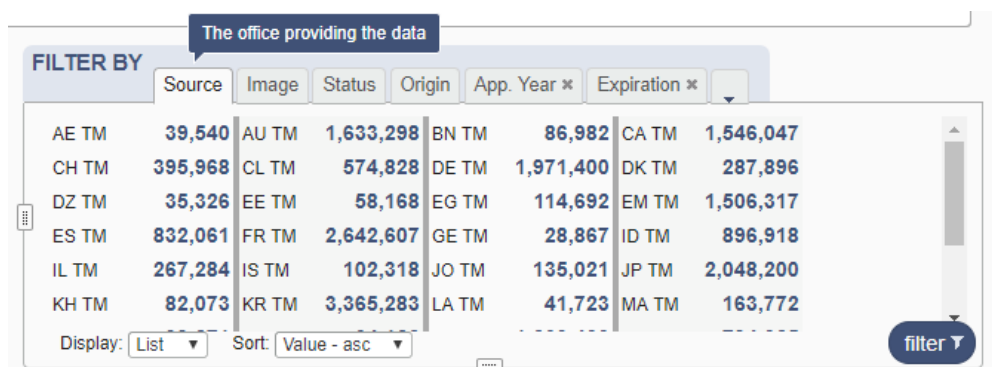 The office providing the data
FILTER BY
Source Image Status Origin App. Year × Expiration ×
AE TM 39,540 AU TM 1,633,298 BN TM 86,982 CA TM 1,546,047
CH TM 395,968 CL TM 574,828 DE TM 1,971,400 DK TM 287,896
DZ TM 35,326 EE TM 58,168 EG TM 114,692 EM TM 1,506,317
ES TM 832,061 FR TM 2,642,607 GE TM 28,867 ID TM 896,918
IL TM 267,284 IS TM 102,318 JO TM 135,021 JP TM 2,048,200
KH TM 82,073 KR TM 3,365,283 LA TM 41,723 MA TM 163,772
Display: List Sort: Value - asc
filter